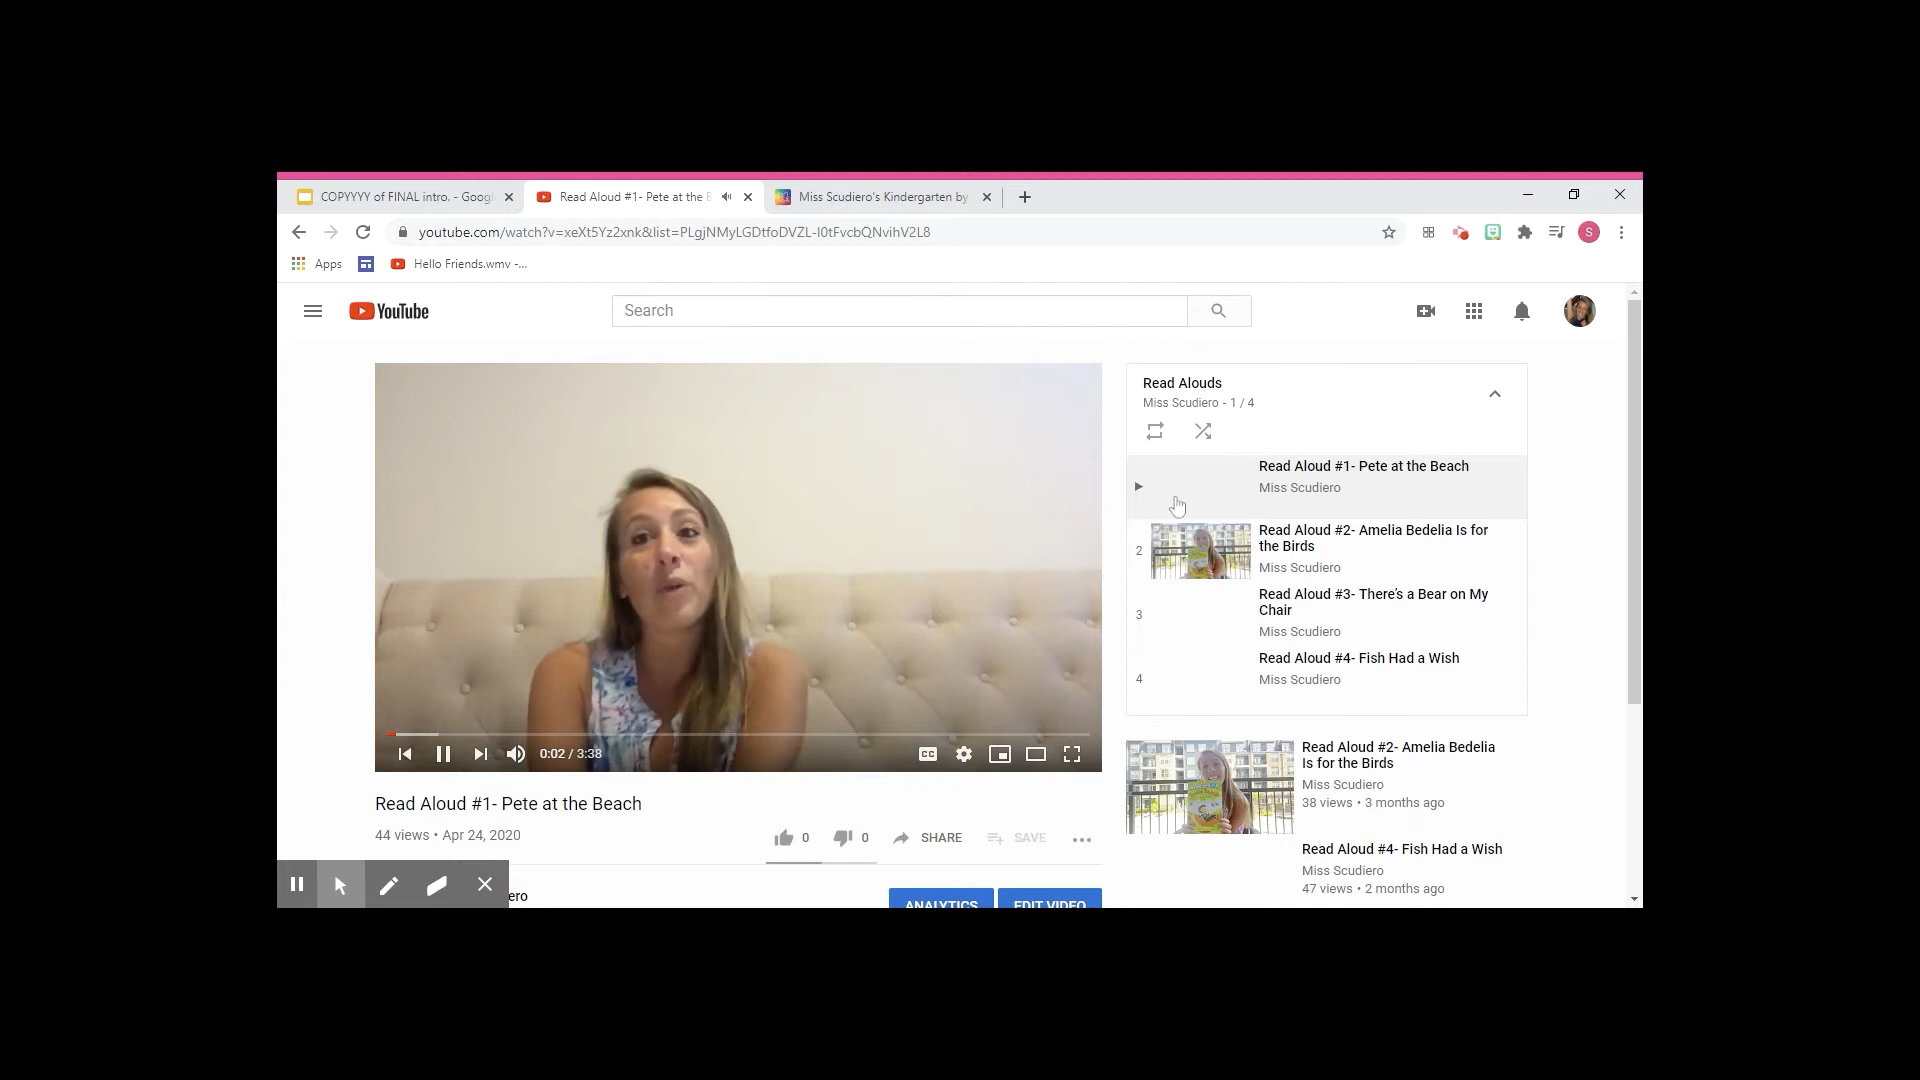 COPYYYY of FINAL intro. - Goog
Read Aloud #1- Pete at the B
Miss Scudiero's Kindergarten by
youtube.com/watch?v=xeXt5Yz2xnk&list=PLgjNMyLGDtfoDVZL-I0tFvcbQNvihV2L8
S
Apps
Hello Friends.wmv -...
YouTube
Search
Read Alouds
Miss Scudiero - 1 / 4
Read Aloud #1- Pete at the Beach
Miss Scudiero
2
Read Aloud #2- Amelia Bedelia Is for
the Birds
Miss Scudiero
3
Read Aloud #3- There's a Bear on My
Chair
Miss Scudiero
4
Read Aloud #4- Fish Had a Wish
Miss Scudiero
0:02 / 3:38
CC
Read Aloud #1- Pete at the Beach
44 views • Apr 24, 2020
0
0
SHARE
SAVE
ero
ANALYTICS
EDIT VIDEO
Read Aloud #2- Amelia Bedelia
Is for the Birds
Miss Scudiero
38 views • 3 months ago
Read Aloud #4- Fish Had a Wish
Miss Scudiero
47 views • 2 months ago